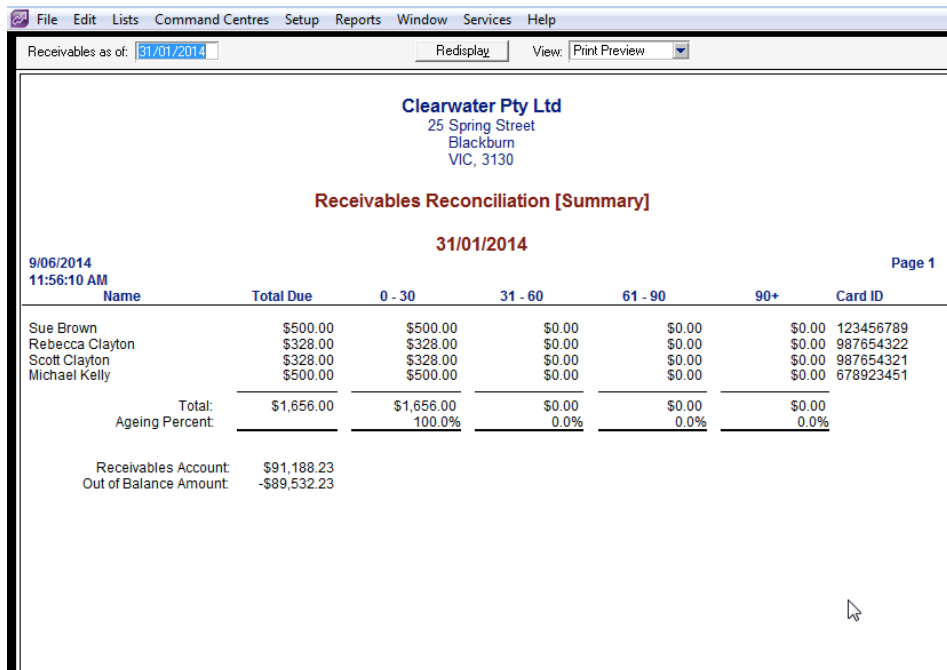 File Edit Lists Command Centres Setup Reports Window Services Help
Receivables as of: 31/01/2014 Redisplay View: Print Preview
Clearwater Pty Ltd
25 Spring Street
Blackburn
VIC, 3130
Receivables Reconciliation [Summary]
31/01/2014
9/06/2014 Page 1
11:56:10 AM
Name Total Due 0 - 30 31 - 60 61 - 90 90+ Card ID
Sue Brown $500.00 $500.00 $0.00 $0.00 $0.00 123456789
Rebecca Clayton $328.00 $328.00 $0.00 $0.00 $0.00 987654322
Scott Clayton $328.00 $328.00 $0.00 $0.00 $0.00 987654321
Michael Kelly $500.00 $500.00 $0.00 $0.00 $0.00 678923451
Total: $1,656.00 $1,656.00 $0.00 $0.00 $0.00
Ageing Percent: 100.0% 0.0% 0.0% 0.0%
Receivables Account: $91,188.23
Out of Balance Amount: -$89,532.23